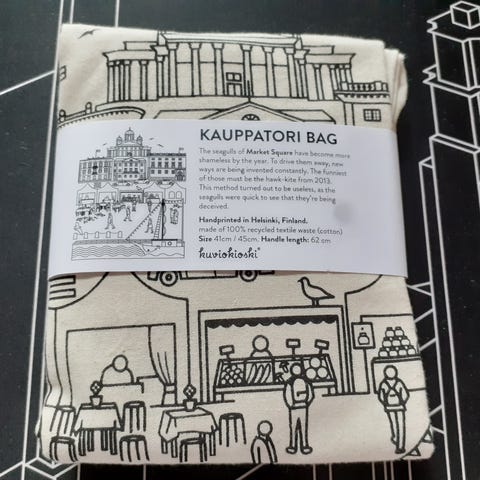 KAUPPATORI BAG
The seagulls of Market Square have become more
shameless by the year. To drive them away, new
ways are being invented constantly. The funniest
of those must be the hawk-kite from 2013.
This method turned out to be useless, as the
seagulls were quick to see that they're being
deceived.
Handprinted in Helsinki, Finland.
made of 100% recycled textile waste (cotton)
Size 41cm / 45cm. Handle length: 62 cm
kuviokioski®